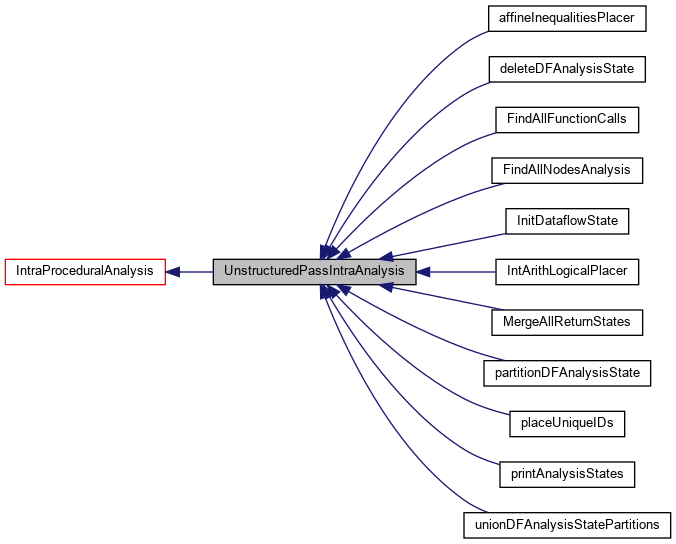 affineInequalitiesPlacer
deleteDFAnalysisState
FindAllFunctionCalls
FindAllNodesAnalysis
InitDataflowState
IntraProceduralAnalysis
UnstructuredPassIntraAnalysis
IntArithLogicalPlacer
MergeAllReturnStates
partitionDFAnalysisState
placeUniqueIDs
printAnalysisStates
unionDFAnalysisStatePartitions